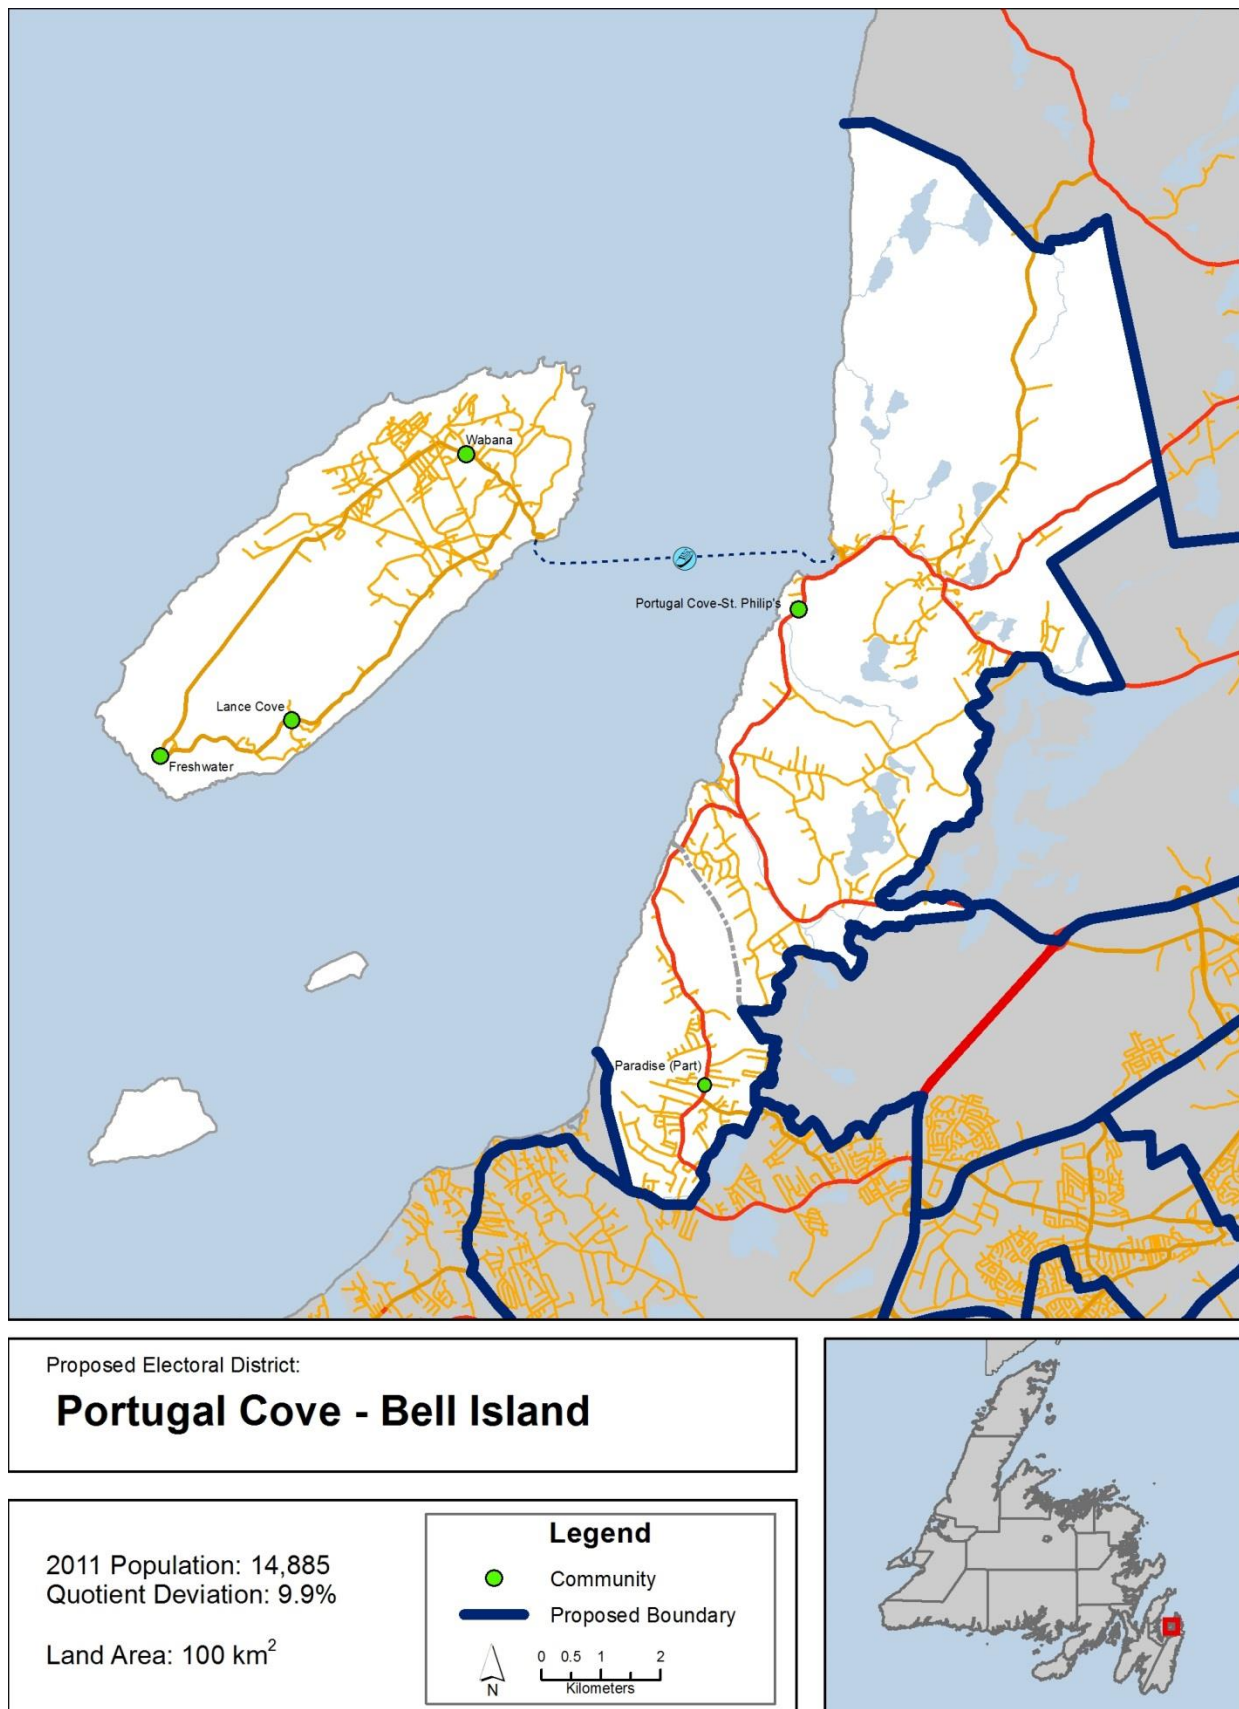 Wabana
Portugal Cove-St. Philip's
Lance Cove
Freshwater
Paradise (Part)
Proposed Electoral District:
Portugal Cove - Bell Island
2011 Population: 14,885
Quotient Deviation: 9.9%
Land Area: 100 km²
Legend
Community
Proposed Boundary
N
0 0.5 1 2
Kilometers